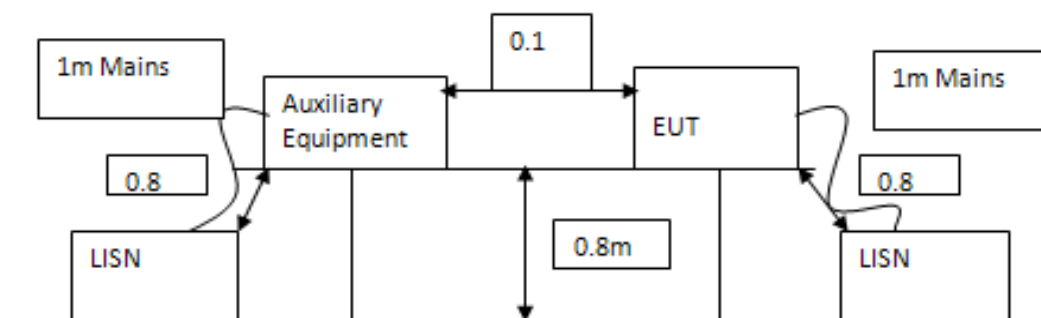 0.1
1m Mains
1m Mains
Auxiliary
Equipment
EUT
0.8
0.8
0.8m
LISN
LISN